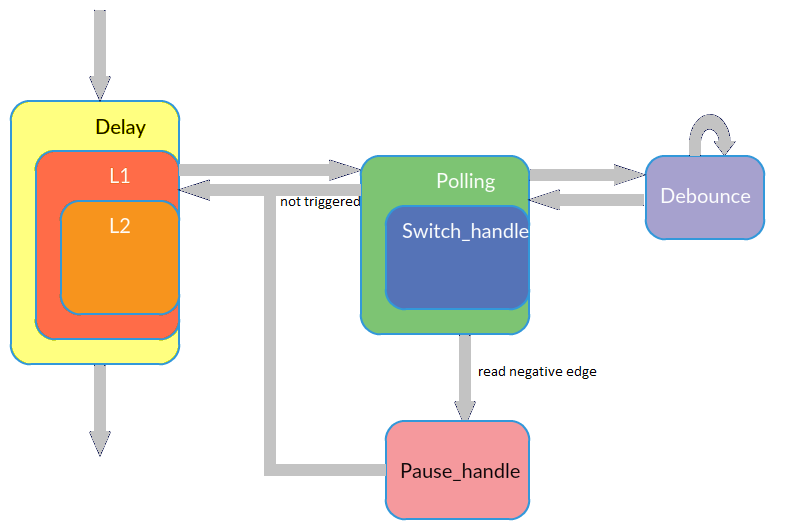 Delay
L1
L2
not triggered
Polling
Switch_handle
Debounce
read negative edge
Pause_handle